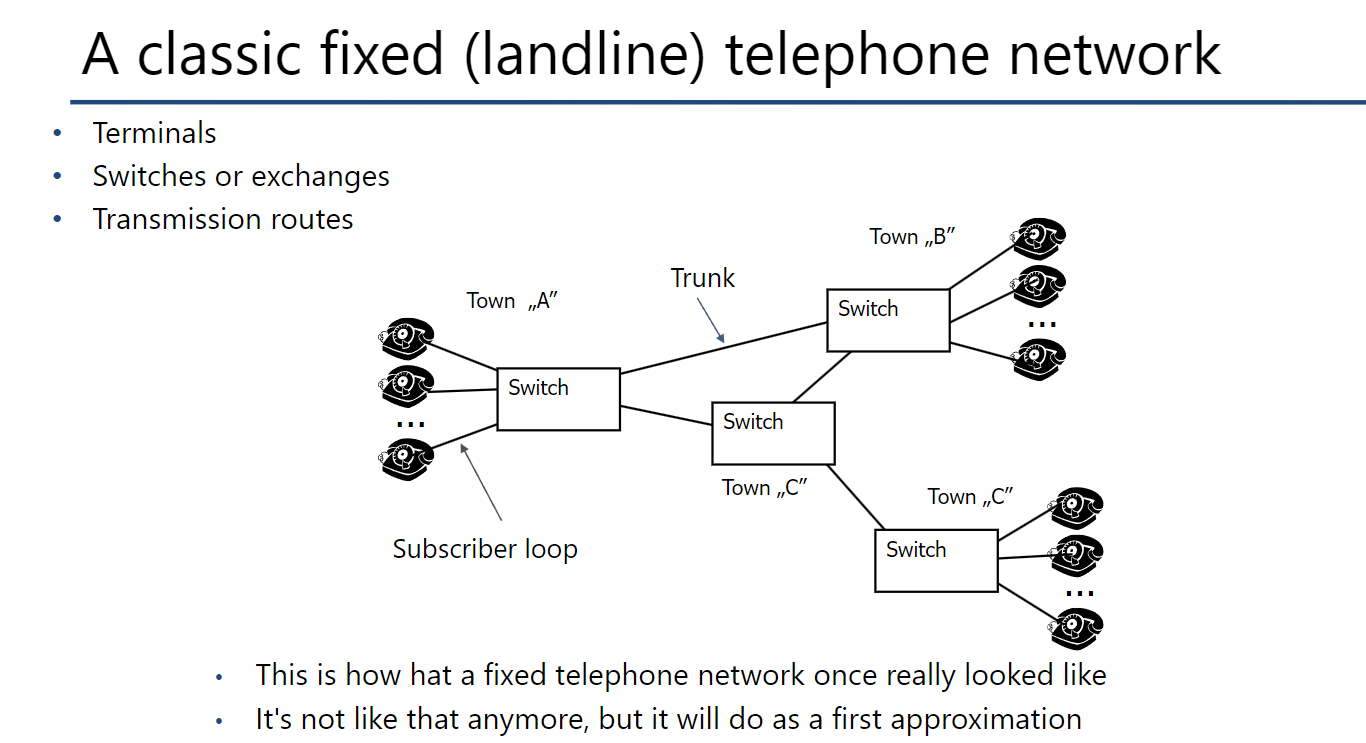 A classic fixed (landline) telephone network
• Terminals
• Switches or exchanges
• Transmission routes
Town „B”
Trunk
Town „A”
Switch
Switch
Switch
Town „C”
Town „C”
Subscriber loop
Switch
...
...
...
• This is how hat a fixed telephone network once really looked like
• It's not like that anymore, but it will do as a first approximation